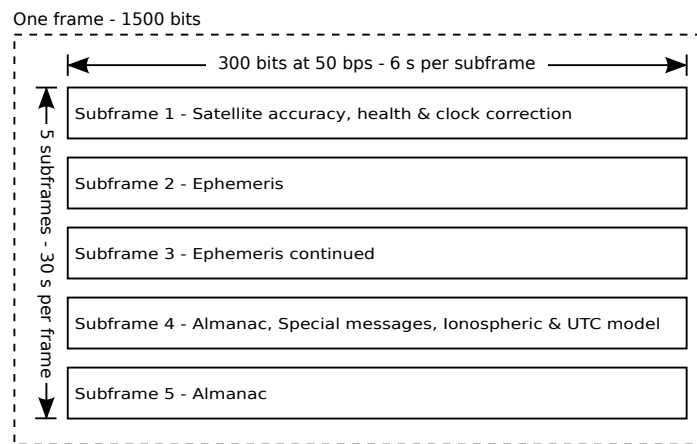 One frame - 1500 bits
300 bits at 50 bps - 6 s per subframe
5 subframes - 30 s per frame
Subframe 1 - Satellite accuracy, health & clock correction
Subframe 2 - Ephemeris
Subframe 3 - Ephemeris continued
Subframe 4 - Almanac, Special messages, Ionospheric & UTC model
Subframe 5 - Almanac